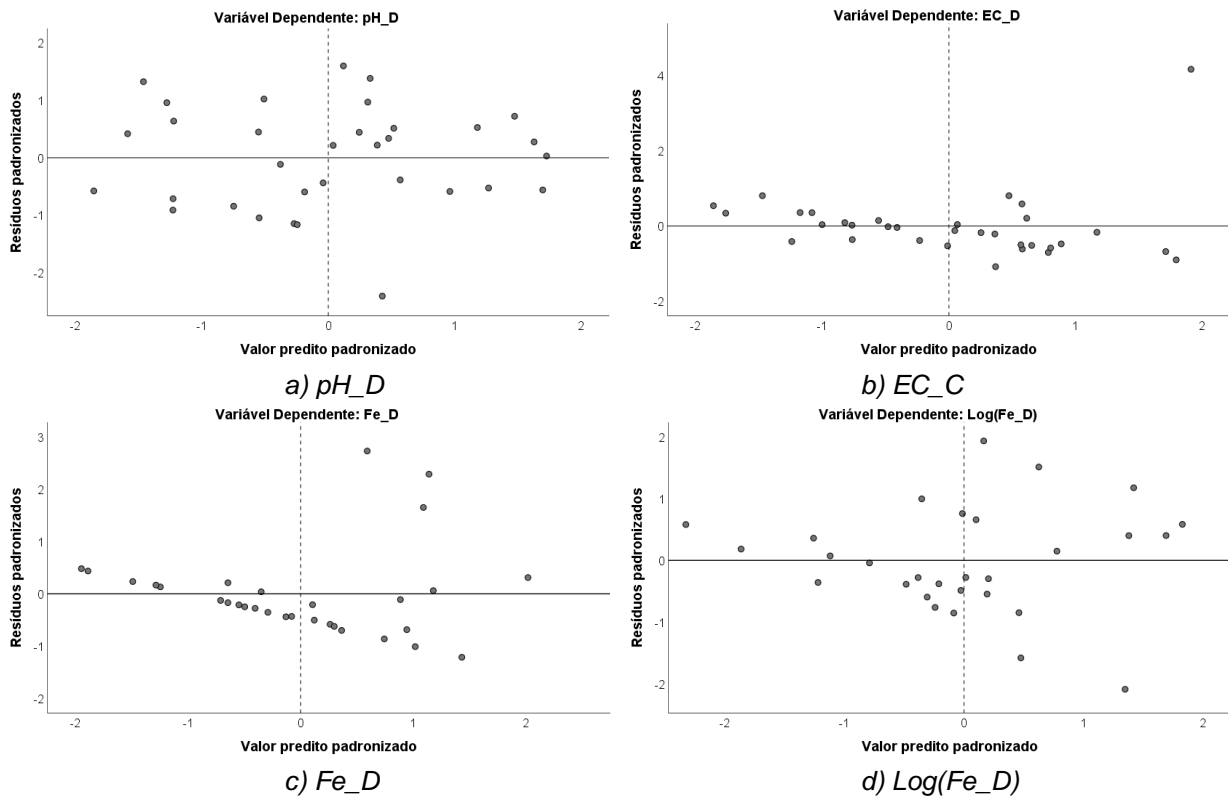 Variável Dependente: pH_D
2
1
0
-1
-2
Resíduos padronizados
-2
-1
0
1
2
Valor predito padronizado
a) pH_D
Variável Dependente: EC_D
4
2
0
-2
Resíduos padronizados
-2
-1
0
1
2
Valor predito padronizado
b) EC_C
Variável Dependente: Fe_D
3
2
1
0
-1
-2
Resíduos padronizados
-2
-1
0
1
2
Valor predito padronizado
c) Fe_D
Variável Dependente: Log(Fe_D)
2
1
0
-1
-2
Resíduos padronizados
-2
-1
0
1
2
Valor predito padronizado
d) Log(Fe_D)